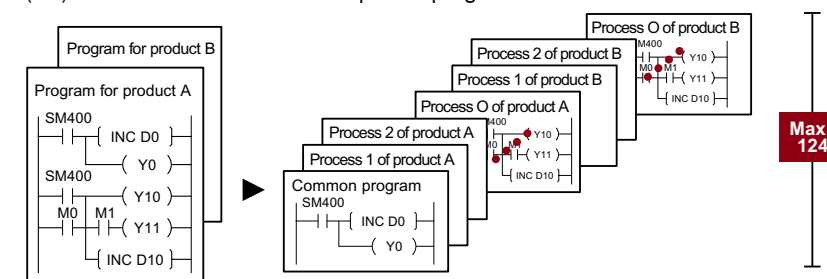 Program for product B
Program for product A
SM400
INC D0
Y0
SM400
Y10
M0 M1
Y11
INC D10
Common program
SM400
INC D0
Y0
Process 1 of product A
Process 2 of product A
Process O of product A
Y10
Y11
INC D10
Process 1 of product B
Process 2 of product B
Process O of product B
M400
Y10
M0 M1
Y11
INC D10
Max.
124